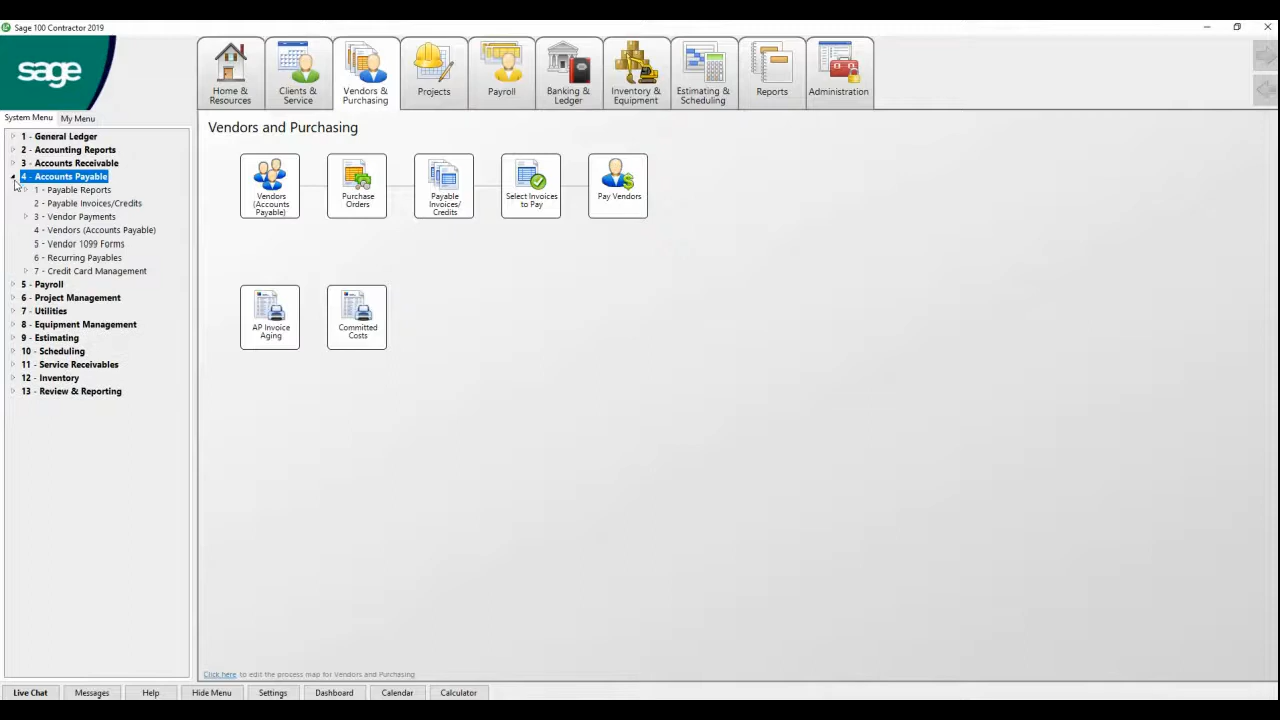 Sage 100 Contractor 2019
sage
Home &
Resources
Clients &
Service
Vendors &
Purchasing
Projects
Payroll
Banking &
Ledger
Inventory &
Equipment
Estimating &
Scheduling
Reports
Administration
System Menu
My Menu
1 - General Ledger
2 - Accounting Reports
3 - Accounts Receivable
4 - Accounts Payable
1 - Payable Reports
2 - Payable Invoices/Credits
3 - Vendor Payments
4 - Vendors (Accounts Payable)
5 - Vendor 1099 Forms
6 - Recurring Payables
7 - Credit Card Management
5 - Payroll
6 - Project Management
7 - Utilities
8 - Equipment Management
9 - Estimating
10 - Scheduling
11 - Service Receivables
12 - Inventory
13 - Review & Reporting
Vendors and Purchasing
Vendors
(Accounts
Payable)
Purchase
Orders
Payable
Invoices/
Credits
Select Invoices
to Pay
Pay Vendors
AP Invoice
Aging
Committed
Costs
Click here to edit the process map for Vendors and Purchasing
Live Chat
Messages
Help
Hide Menu
Settings
Dashboard
Calendar
Calculator